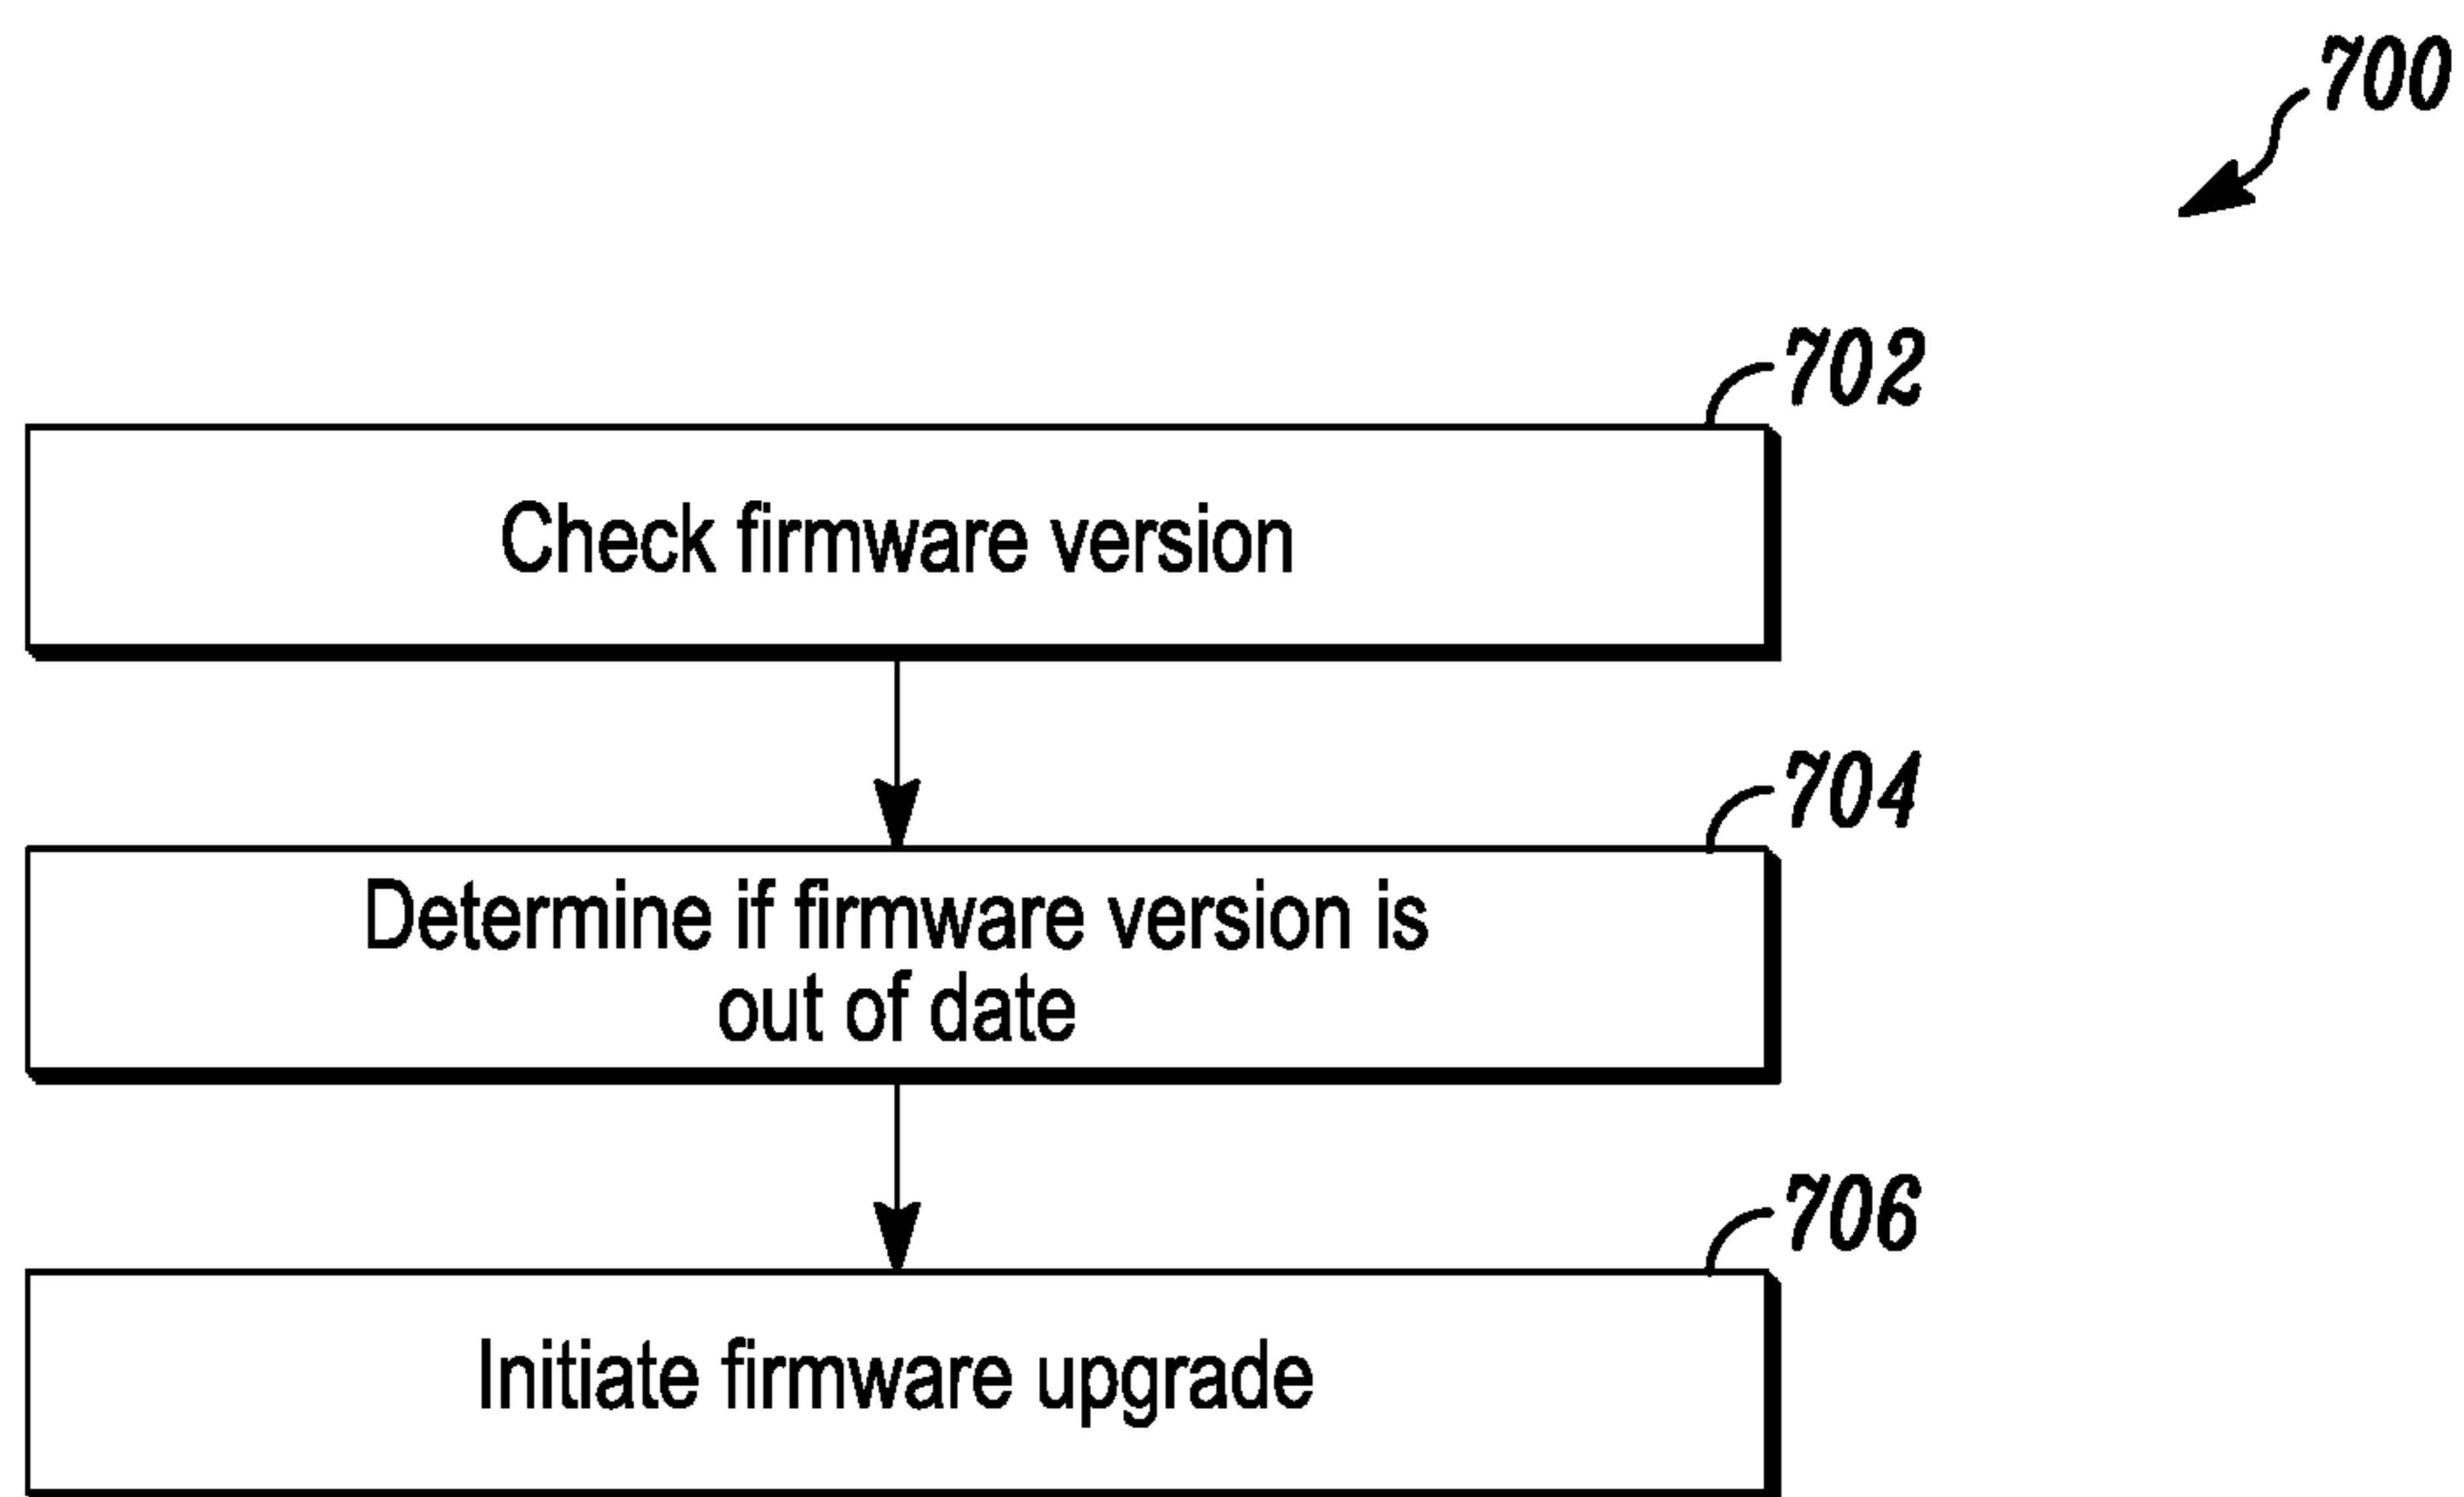 700
702
Check firmware version
704
Determine if firmware version is
out of date
706
Initiate firmware upgrade